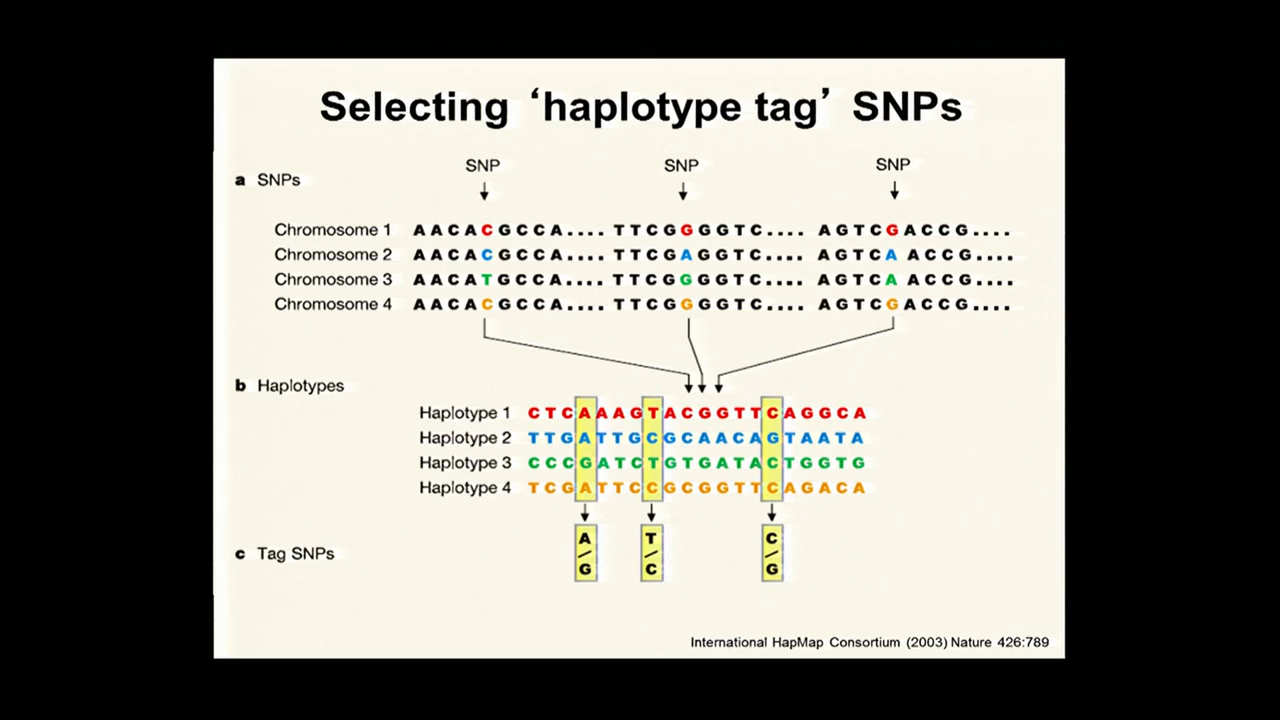 Selecting ‘haplotype tag’ SNPs
SNP SNP SNP
a SNPs
Chromosome 1 AACACGCCA.... TTCGGGGTC.... AGTCGACCG....
Chromosome 2 AACACGCCA.... TTCGAGGTC.... AGTCAACCG....
Chromosome 3 AACATGCCA.... TTCGGGGTC.... AGTCAACCG....
Chromosome 4 AACACGCCA.... TTCGGGGTC.... AGTCGACCG....
b Haplotypes
Haplotype 1 CTCAAAGTACGGTTCAGGCA
Haplotype 2 TTGATTGCGCAACAGTAATA
Haplotype 3 CCCGATCTGTGATACTGGTG
Haplotype 4 TCGATTCCGCGGTTCAGACA
c Tag SNPs
A/G T/C C/G
International HapMap Consortium (2003) Nature 426:789